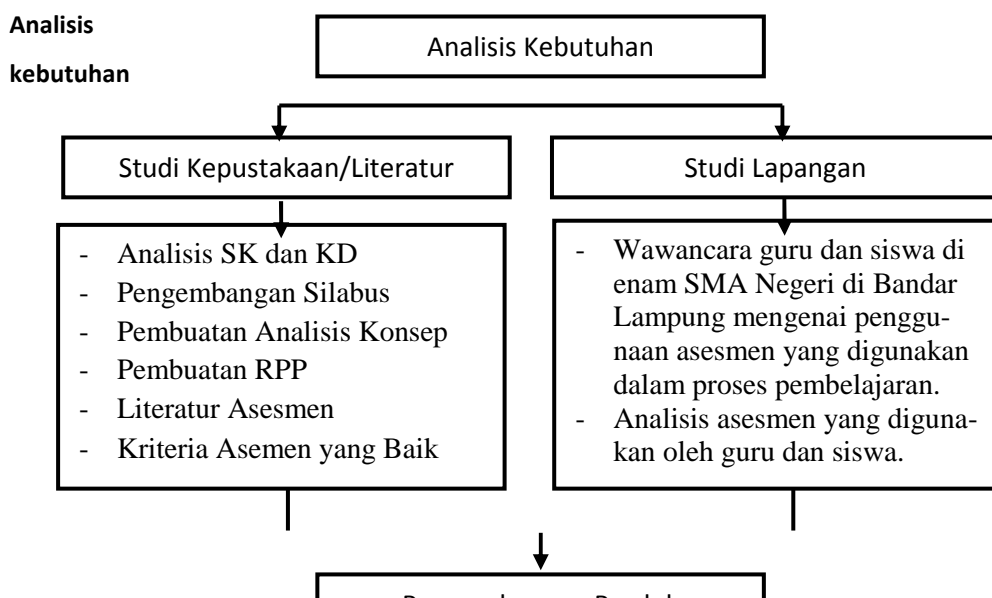 Analisis
kebutuhan
Analisis Kebutuhan
Studi Kepustakaan/Literatur
Studi Lapangan
- Analisis SK dan KD
- Pengembangan Silabus
- Pembuatan Analisis Konsep
- Pembuatan RPP
- Literatur Asesmen
- Kriteria Asemen yang Baik
- Wawancara guru dan siswa di
enam SMA Negeri di Bandar
Lampung mengenai penggu-
naan asesmen yang digunakan
dalam proses pembelajaran.
- Analisis asesmen yang diguna-
kan oleh guru dan siswa.